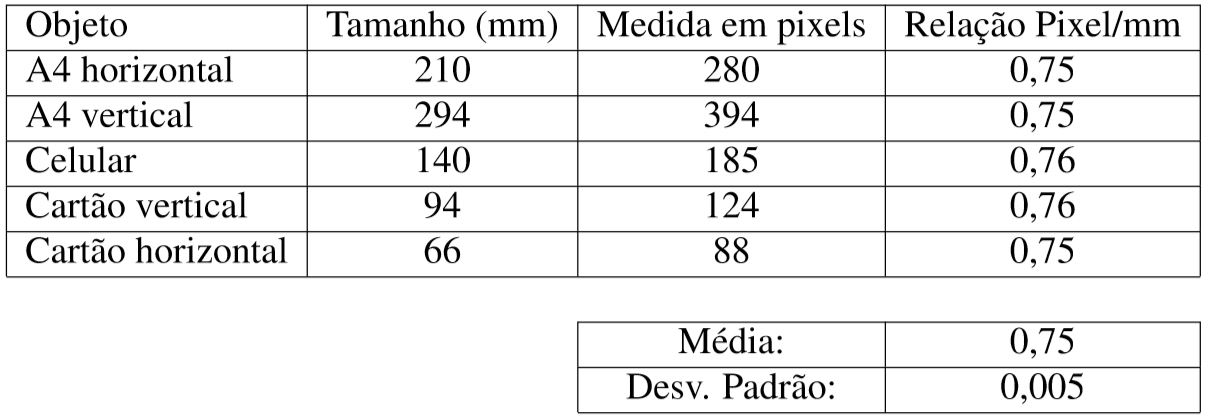 Objeto Tamanho (mm) Medida em pixels Relação Pixel/mm
A4 horizontal 210 280 0,75
A4 vertical 294 394 0,75
Celular 140 185 0,76
Cartão vertical 94 124 0,76
Cartão horizontal 66 88 0,75
Média: 0,75
Desv. Padrão: 0,005